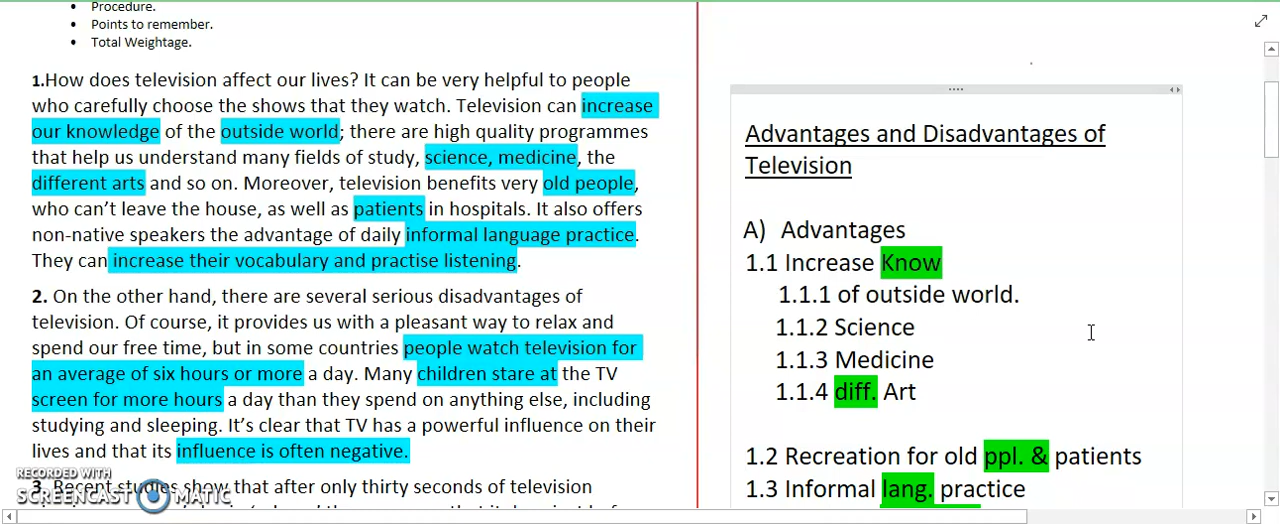 • Procedure.
• Points to remember.
• Total Weightage.
1.How does television affect our lives? It can be very helpful to people
who carefully choose the shows that they watch. Television can increase
our knowledge of the outside world; there are high quality programmes
that help us understand many fields of study, science, medicine, the
different arts and so on. Moreover, television benefits very old people,
who can't leave the house, as well as patients in hospitals. It also offers
non-native speakers the advantage of daily informal language practice.
They can increase their vocabulary and practise listening.
2. On the other hand, there are several serious disadvantages of
television. Of course, it provides us with a pleasant way to relax and
spend our free time, but in some countries people watch television for
an average of six hours or more a day. Many children stare at the TV
screen for more hours a day than they spend on anything else, including
studying and sleeping. It's clear that TV has a powerful influence on their
lives and that its influence is often negative.
3. Recent studies show that after only thirty seconds of television
RECORDED WITH
SCREENCAST MATIC
Advantages and Disadvantages of
Television
A) Advantages
1.1 Increase Know
1.1.1 of outside world.
1.1.2 Science
1.1.3 Medicine
1.1.4 diff. Art
1.2 Recreation for old ppl. & patients
1.3 Informal lang. practice